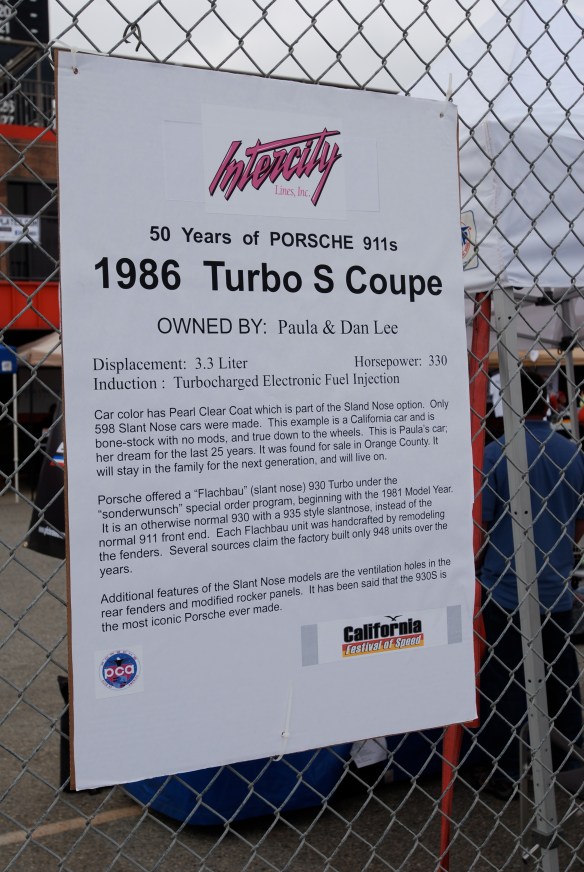 Intercity
Lines, Inc.
50 Years of PORSCHE 911s
1986 Turbo S Coupe
OWNED BY: Paula & Dan Lee
Displacement: 3.3 Liter Horsepower: 330
Induction : Turbocharged Electronic Fuel Injection
Car color has Pearl Clear Coat which is part of the Sland Nose option. Only
598 Slant Nose cars were made. This example is a California car and is
bone-stock with no mods, and true down to the wheels. This is Paula's car;
her dream for the last 25 years. It was found for sale in Orange County. It
will stay in the family for the next generation, and will live on.
Porsche offered a "Flachbau" (slant nose) 930 Turbo under the
"sonderwunsch" special order program, beginning with the 1981 Model Year.
It is an otherwise normal 930 with a 935 style slantnose, instead of the
normal 911 front end. Each Flachbau unit was handcrafted by remodeling
the fenders. Several sources claim the factory built only 948 units over the
years.
Additional features of the Slant Nose models are the ventilation holes in the
rear fenders and modified rocker panels. It has been said that the 930S is
the most iconic Porsche ever made.
California
Festival of Speed
pca